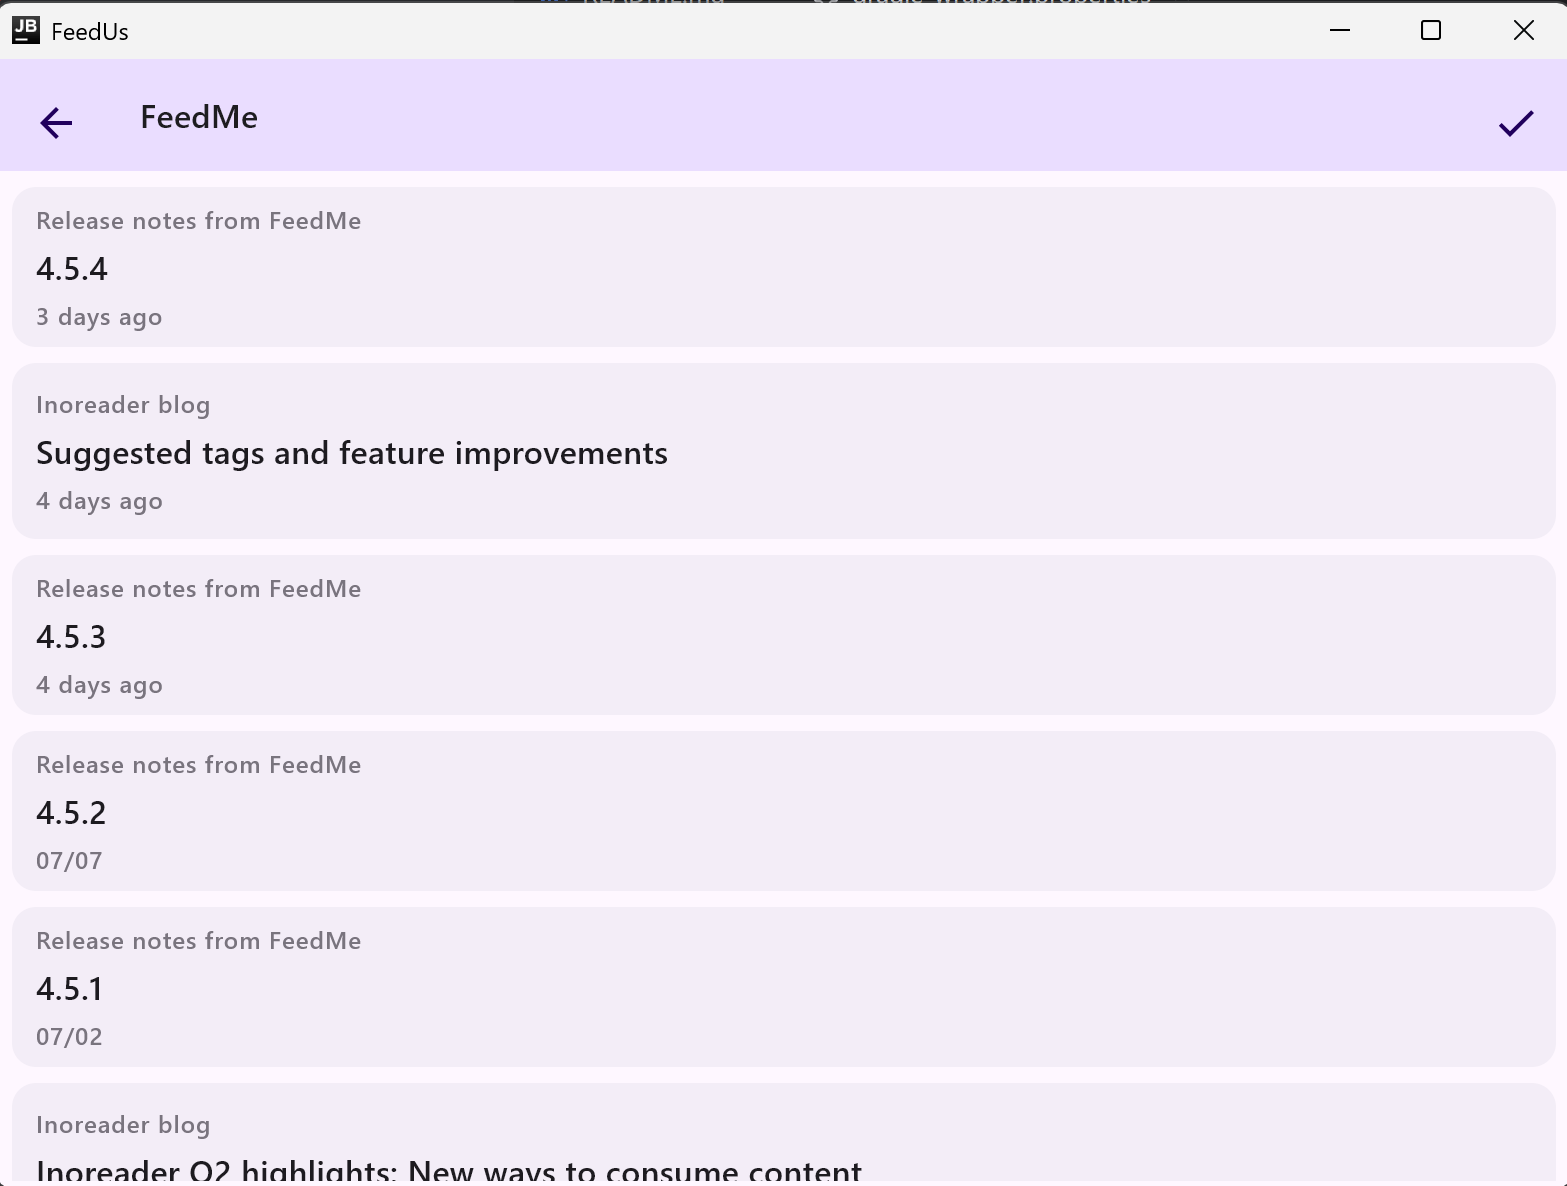 JB FeedUs
FeedMe
Release notes from FeedMe
4.5.4
3 days ago
Inoreader blog
Suggested tags and feature improvements
4 days ago
Release notes from FeedMe
4.5.3
4 days ago
Release notes from FeedMe
4.5.2
07/07
Release notes from FeedMe
4.5.1
07/02
Inoreader blog
Inoreader Q2 highlights: New ways to consume content